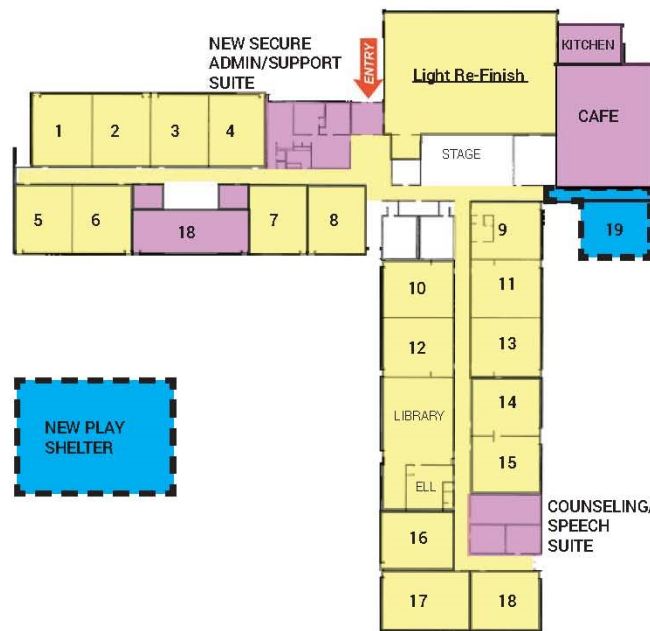 NEW SECURE
ADMIN/SUPPORT
SUITE
ENTRY
Light Re-Finish
KITCHEN
CAFE
STAGE
1
2
3
4
5
6
18
7
8
9
19
10
11
12
13
14
LIBRARY
15
ELL
NEW PLAY
SHELTER
COUNSELING/
SPEECH
SUITE
16
17
18